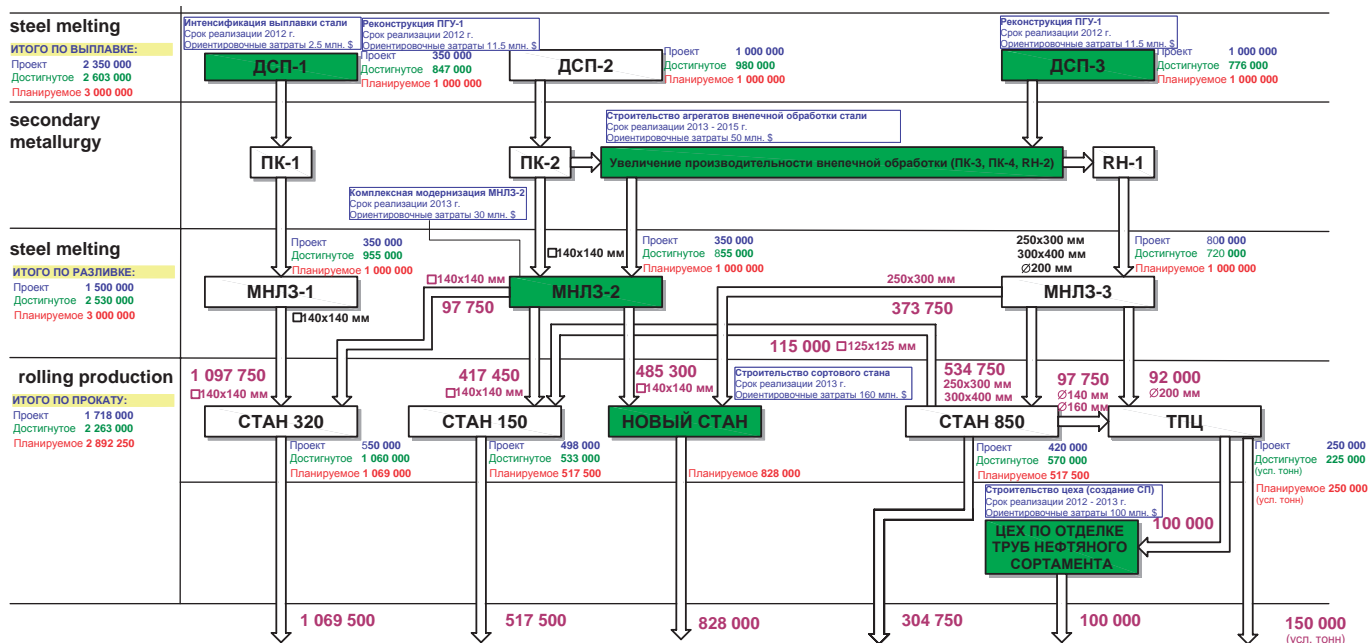 steel melting
ИТОГО ПО ВЫПЛАВКЕ:
Проект 2 350 000
Достигнутое 2 603 000
Планируемое 3 000 000
Интенсификация выплавки стали
Срок реализации 2012 г.
Ориентировочные затраты 2.5 млн. $
Реконструкция ПГУ-1
Срок реализации 2012 г.
Ориентировочные затраты 11.5 млн. $
Реконструкция ПГУ-1
Срок реализации 2012 г.
Ориентировочные затраты 11.5 млн. $
ДСП-1
Проект 350 000
Достигнутое 847 000
Планируемое 1 000 000
ДСП-2
Проект 1 000 000
Достигнутое 980 000
Планируемое 1 000 000
ДСП-3
Проект 1 000 000
Достигнутое 776 000
Планируемое 1 000 000
secondary
metallurgy
Строительство агрегатов внепечной обработки стали
Срок реализации 2013 - 2015 г.
Ориентировочные затраты 50 млн. $
ПК-1
ПК-2
Увеличение производительности внепечной обработки (ПК-3, ПК-4, RH-2)
RH-1
Комплексная модернизация МНЛЗ-2
Срок реализации 2013 г.
Ориентировочные затраты 30 млн. $
steel melting
ИТОГО ПО РАЗЛИВКЕ:
Проект 1 500 000
Достигнутое 2 530 000
Планируемое 3 000 000
Проект 350 000
Достигнутое 955 000
Планируемое 1 000 000
□140x140 мм
Проект 350 000
Достигнутое 855 000
Планируемое 1 000 000
250x300 мм
300x400 мм
∅200 мм
Проект 800 000
Достигнутое 720 000
Планируемое 1 000 000
МНЛЗ-1
□140x140 мм
МНЛЗ-2
250x300 мм
МНЛЗ-3
□140x140 мм
97 750
373 750
115 000 □125x125 мм
rolling production
ИТОГО ПО ПРОКАТУ:
Проект 1 718 000
Достигнутое 2 263 000
Планируемое 2 892 250
1 097 750
□140x140 мм
417 450
□140x140 мм
485 300
□140x140 мм
Строительство сортового стана
Срок реализации 2013 г.
Ориентировочные затраты 160 млн. $
534 750
250x300 мм
300x400 мм
97 750
∅140 мм
∅160 мм
92 000
∅200 мм
СТАН 320
СТАН 150
НОВЫЙ СТАН
СТАН 850
ТПЦ
Проект 550 000
Достигнутое 1 060 000
Планируемое 1 069 000
Проект 498 000
Достигнутое 533 000
Планируемое 517 500
Планируемое 828 000
Проект 420 000
Достигнутое 570 000
Планируемое 517 500
Проект 250 000
Достигнутое 225 000
(усл. тонн)
Планируемое 250 000
(усл. тонн)
Строительство цеха (создание СП)
Срок реализации 2012 - 2013 г.
Ориентировочные затраты 100 млн. $
ЦЕХ ПО ОТДЕЛКЕ
ТРУБ НЕФТЯНОГО
СОРТАМЕНТА
100 000
1 069 500
517 500
828 000
304 750
100 000
150 000
(усл. тонн)